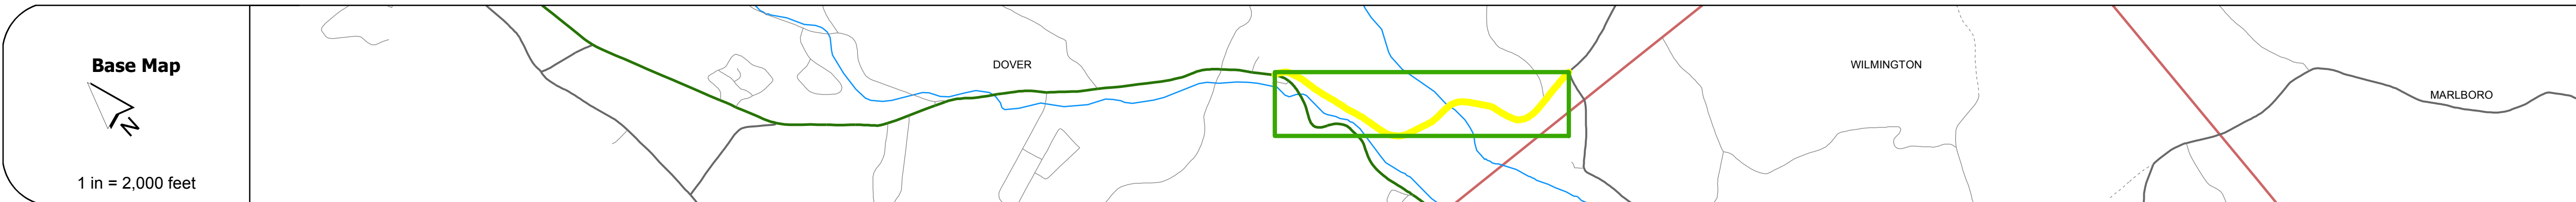 Base Map
N
1 in = 2,000 feet
DOVER
WILMINGTON
MARLBORO